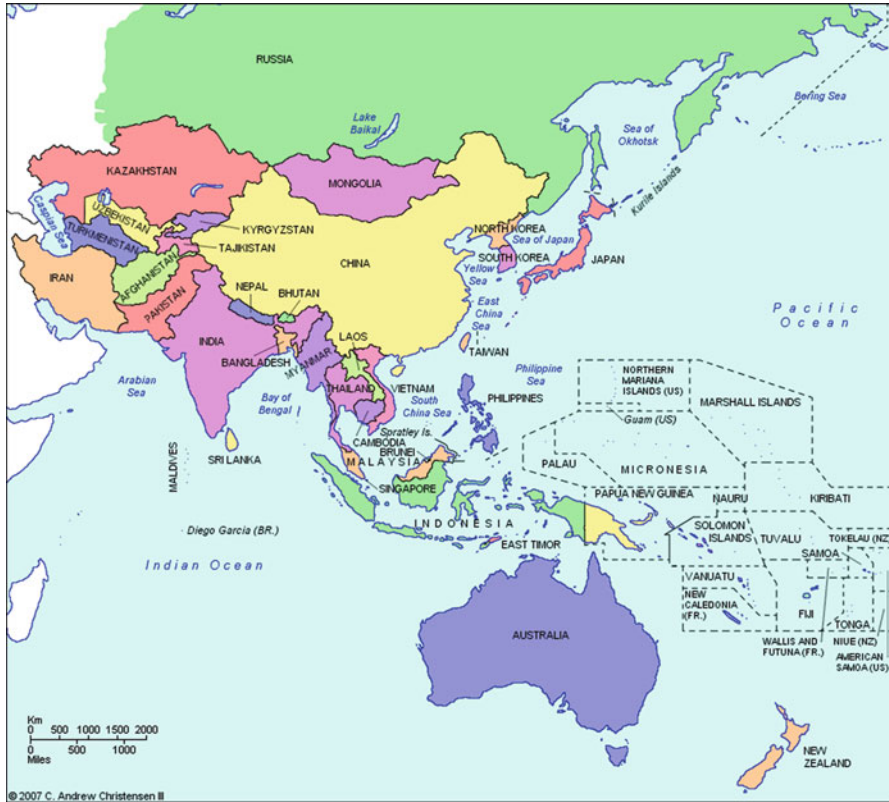 RUSSIA
Bering Sea
Lake
Baikal
Sea of
Okhotsk
KAZAKHSTAN
MONGOLIA
Kurile Islands
Caspian Sea
UZBEKISTAN
TURKMENISTAN
KYRGYZSTAN
TAJIKISTAN
NORTH KOREA
Sea of Japan
SOUTH KOREA
JAPAN
IRAN
AFGHANISTAN
PAKISTAN
CHINA
Yellow
Sea
NEPAL
BHUTAN
East
China
Sea
Pacific
Ocean
INDIA
BANGLADESH
MYANMAR
LAOS
TAIWAN
Arabian
Sea
Bay of
Bengal
THAILAND
VIETNAM
South
China Sea
Philippine
Sea
PHILIPPINES
NORTHERN
MARIANA
ISLANDS (US)
Guam (US)
MARSHALL ISLANDS
CAMBODIA
Spratley Is.
BRUNEI
MALAYSIA
SRI LANKA
MALDIVES
SINGAPORE
PALAU
MICRONESIA
PAPUA NEW GUINEA
NAURU
KIRIBATI
Diego Garcia (BR.)
INDONESIA
EAST TIMOR
SOLOMON
ISLANDS
TUVALU
TOKELAU (NZ)
SAMOA
Indian Ocean
VANUATU
NEW
CALEDONIA
(FR.)
FIJI
TONGA
WALLIS AND
FUTUNA (FR.)
NIUE (NZ)
AMERICAN
SAMOA (US)
AUSTRALIA
NEW
ZEALAND
Km
0 500 1000 1500 2000
0 500 1000
Miles
© 2007 C. Andrew Christensen III